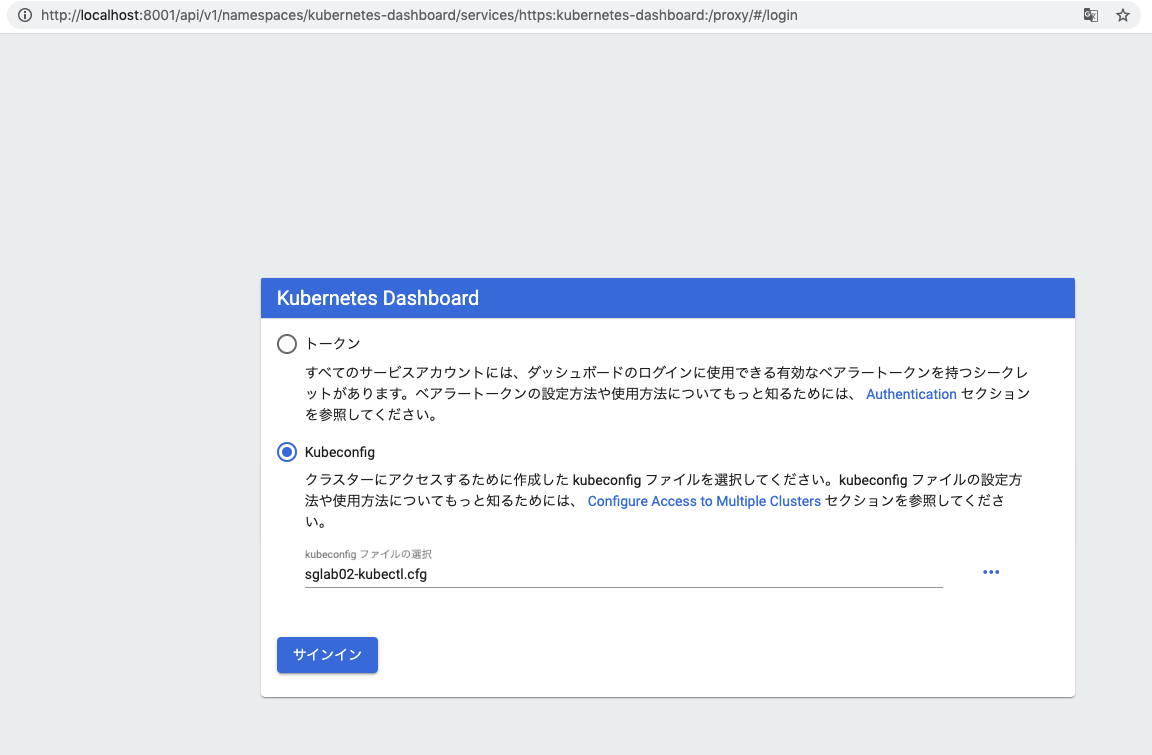 http://localhost:8001/api/v1/namespaces/kubernetes-dashboard/services/https:kubernetes-dashboard:/proxy/#/login
Kubernetes Dashboard
トークン
すべてのサービスアカウントには、ダッシュボードのログインに使用できる有効なベアラートークンを持つシークレ
ットがあります。ベアラートークンの設定方法や使用方法についてもっと知るためには、 Authentication セクション
を参照してください。
Kubeconfig
クラスターにアクセスするために作成した kubeconfig ファイルを選択してください。kubeconfig ファイルの設定方
法や使用方法についてもっと知るためには、 Configure Access to Multiple Clusters セクションを参照してくださ
い。
kubeconfig ファイルの選択
sglab02-kubectl.cfg
サインイン